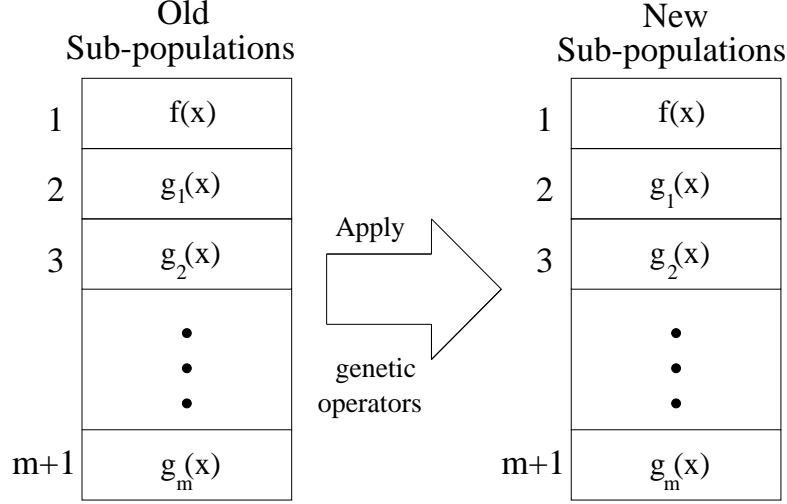 Old
Sub-populations
1 f(x)
2 g₁(x)
3 g₂(x)
m+1 gₘ(x)
Apply
genetic
operators
New
Sub-populations
1 f(x)
2 g₁(x)
3 g₂(x)
m+1 gₘ(x)